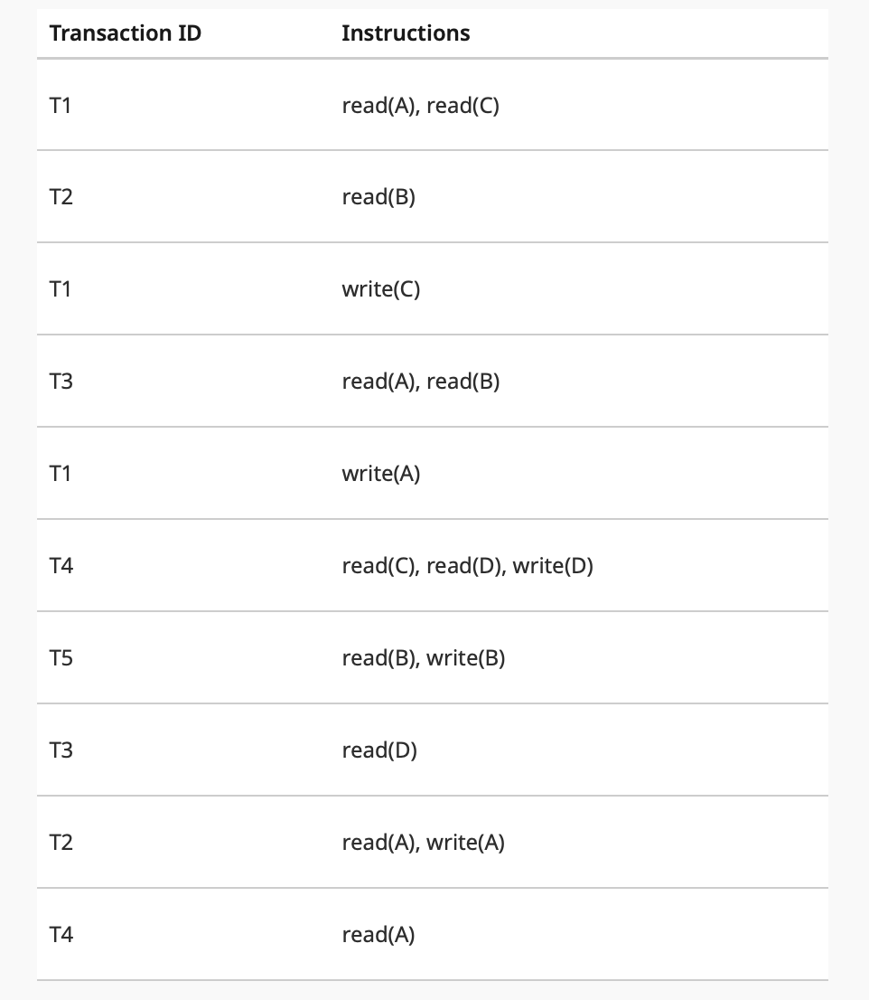 Transaction ID Instructions
T1 read(A), read(C)
T2 read(B)
T1 write(C)
T3 read(A), read(B)
T1 write(A)
T4 read(C), read(D), write(D)
T5 read(B), write(B)
T3 read(D)
T2 read(A), write(A)
T4 read(A)